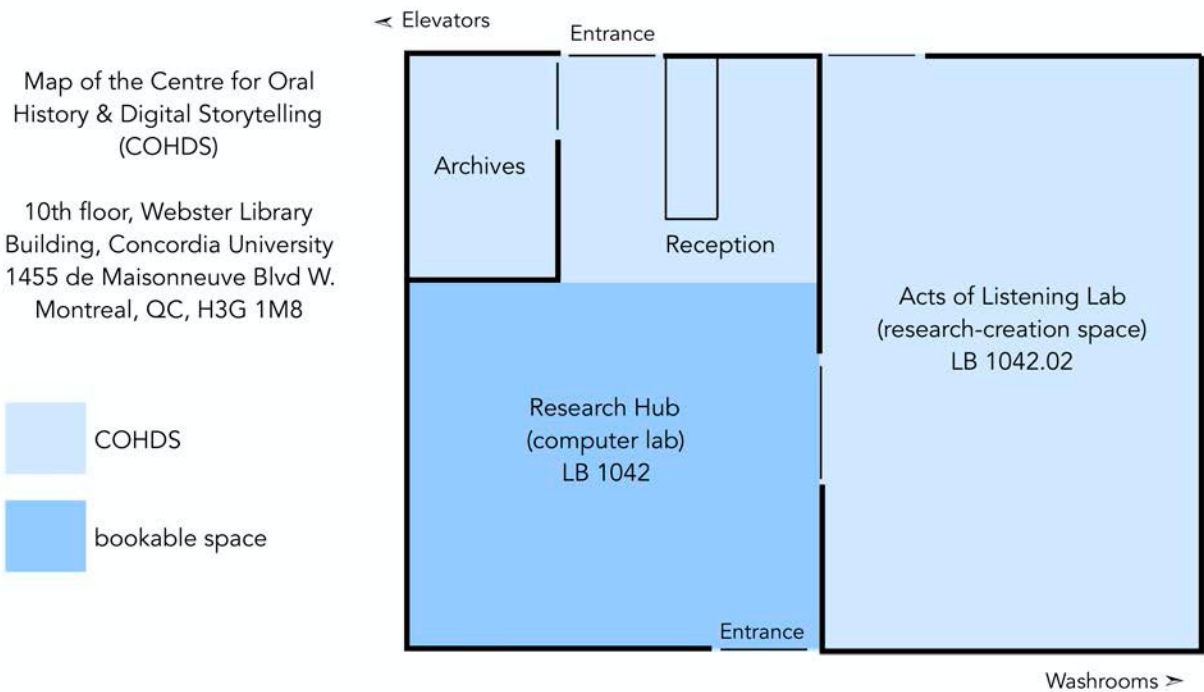 Map of the Centre for Oral
History & Digital Storytelling
(COHDS)
10th floor, Webster Library
Building, Concordia University
1455 de Maisonneuve Blvd W.
Montreal, QC, H3G 1M8
COHDS
bookable space
Elevators
Entrance
Archives
Reception
Research Hub
(computer lab)
LB 1042
Entrance
Acts of Listening Lab
(research-creation space)
LB 1042.02
Washrooms